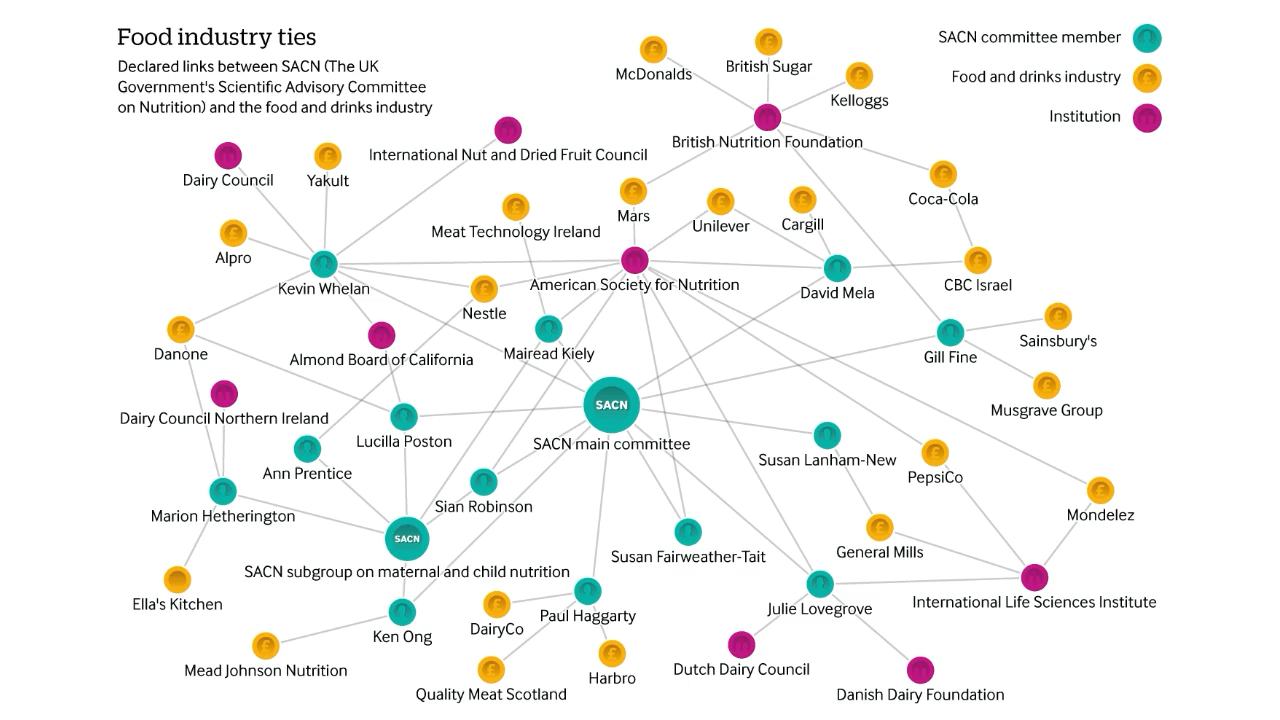 Food industry ties
Declared links between SACN (The UK
Government's Scientific Advisory Committee
on Nutrition) and the food and drinks industry
SACN committee member
Food and drinks industry
Institution
McDonalds
British Sugar
Kelloggs
British Nutrition Foundation
International Nut and Dried Fruit Council
Dairy Council
Yakult
Coca-Cola
Mars
Unilever
Cargill
Meat Technology Ireland
Alpro
Kevin Whelan
American Society for Nutrition
David Mela
CBC Israel
Nestle
Sainsbury's
Danone
Almond Board of California
Mairead Kiely
Gill Fine
Musgrave Group
SACN
Dairy Council Northern Ireland
Lucilla Poston
SACN main committee
Ann Prentice
Susan Lanham-New
PepsiCo
Sian Robinson
Marion Hetherington
Mondelez
SACN
General Mills
Susan Fairweather-Tait
SACN subgroup on maternal and child nutrition
Ella's Kitchen
Julie Lovegrove
International Life Sciences Institute
Paul Haggarty
DairyCo
Ken Ong
Mead Johnson Nutrition
Dutch Dairy Council
Harbro
Quality Meat Scotland
Danish Dairy Foundation